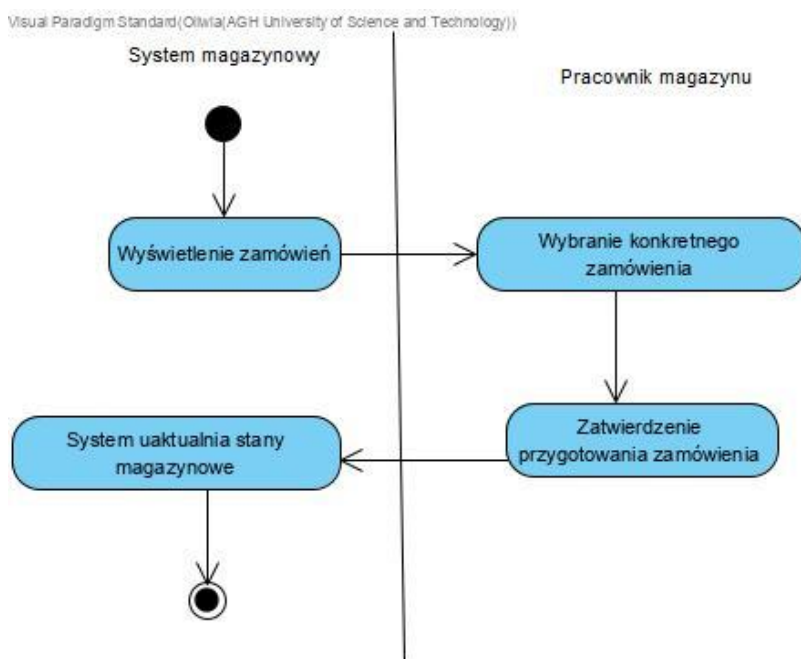 Visual Paradigm Standard(Oliwia(AGH University of Science and Technology))
System magazynowy
Pracownik magazynu
Wyświetlenie zamówień
Wybranie konkretnego
zamówienia
System uaktualnia stany
magazynowe
Zatwierdzenie
przygotowania zamówienia